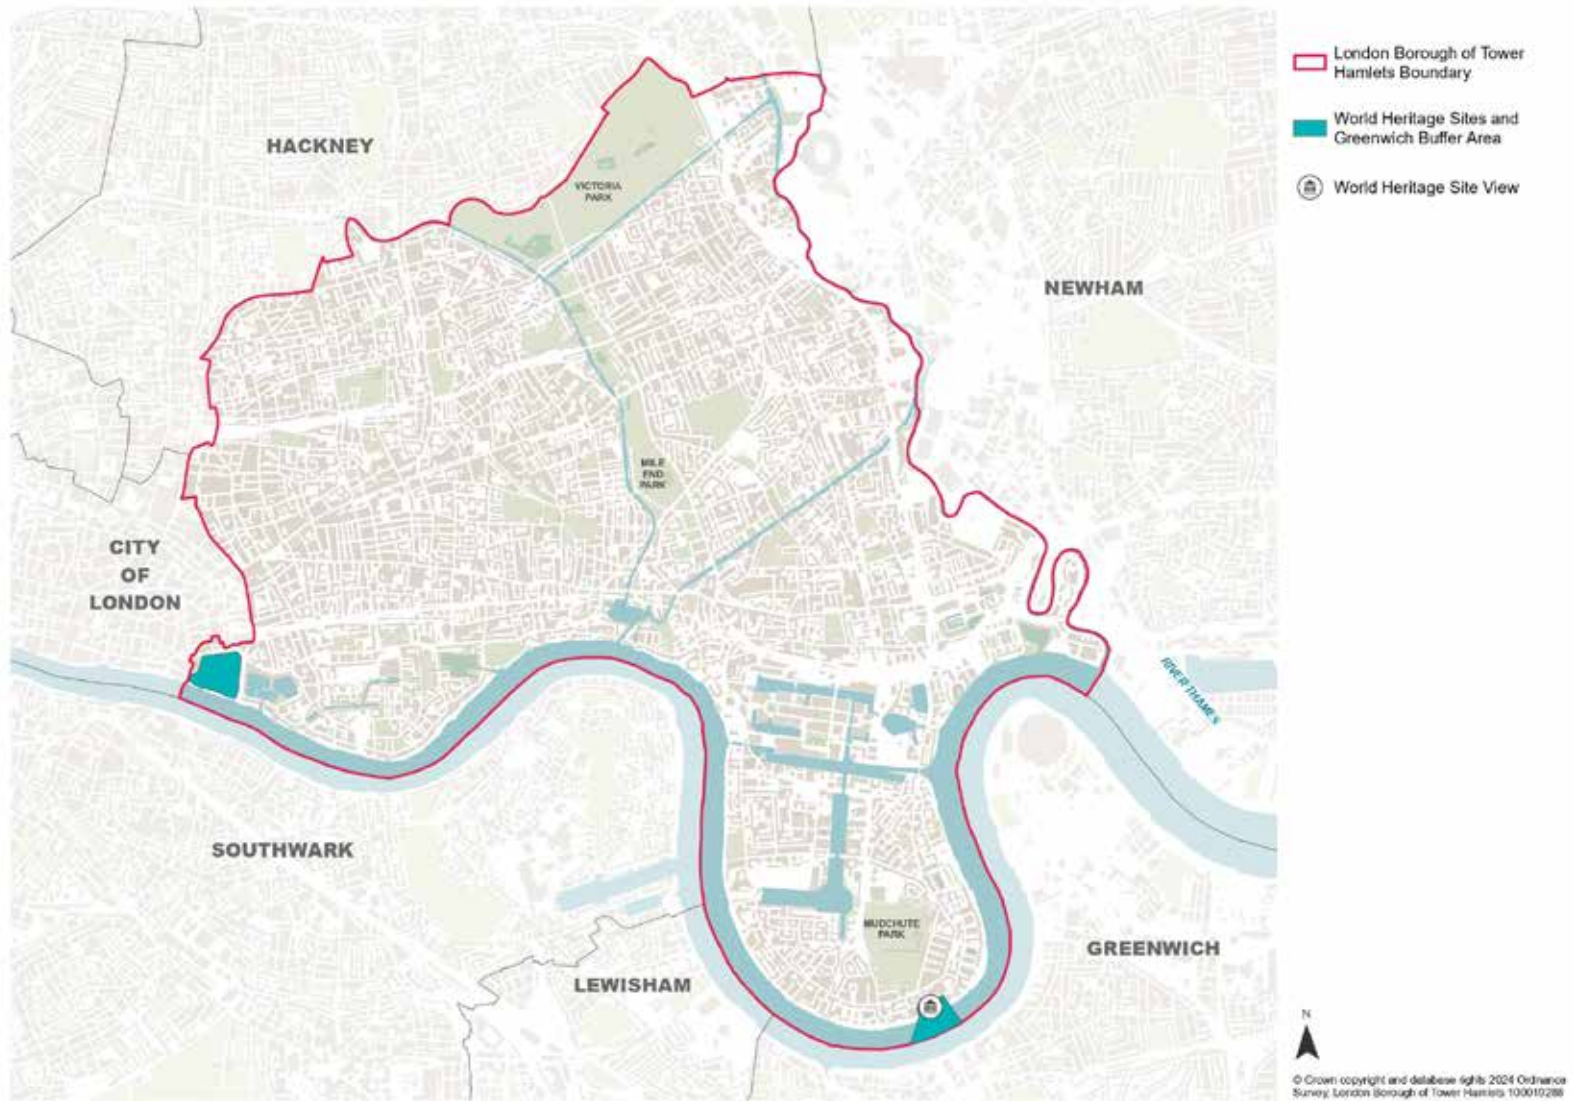 London Borough of Tower
Hamlets Boundary
World Heritage Sites and
Greenwich Buffer Area
World Heritage Site View
HACKNEY
VICTORIA
PARK
NEWHAM
MILE
END
PARK
CITY
OF
LONDON
RIVER THAMES
SOUTHWARK
MUDCHUTE
PARK
GREENWICH
LEWISHAM
N
© Crown copyright and database rights 2024 Ordnance
Survey, London Borough of Tower Hamlets 100019288